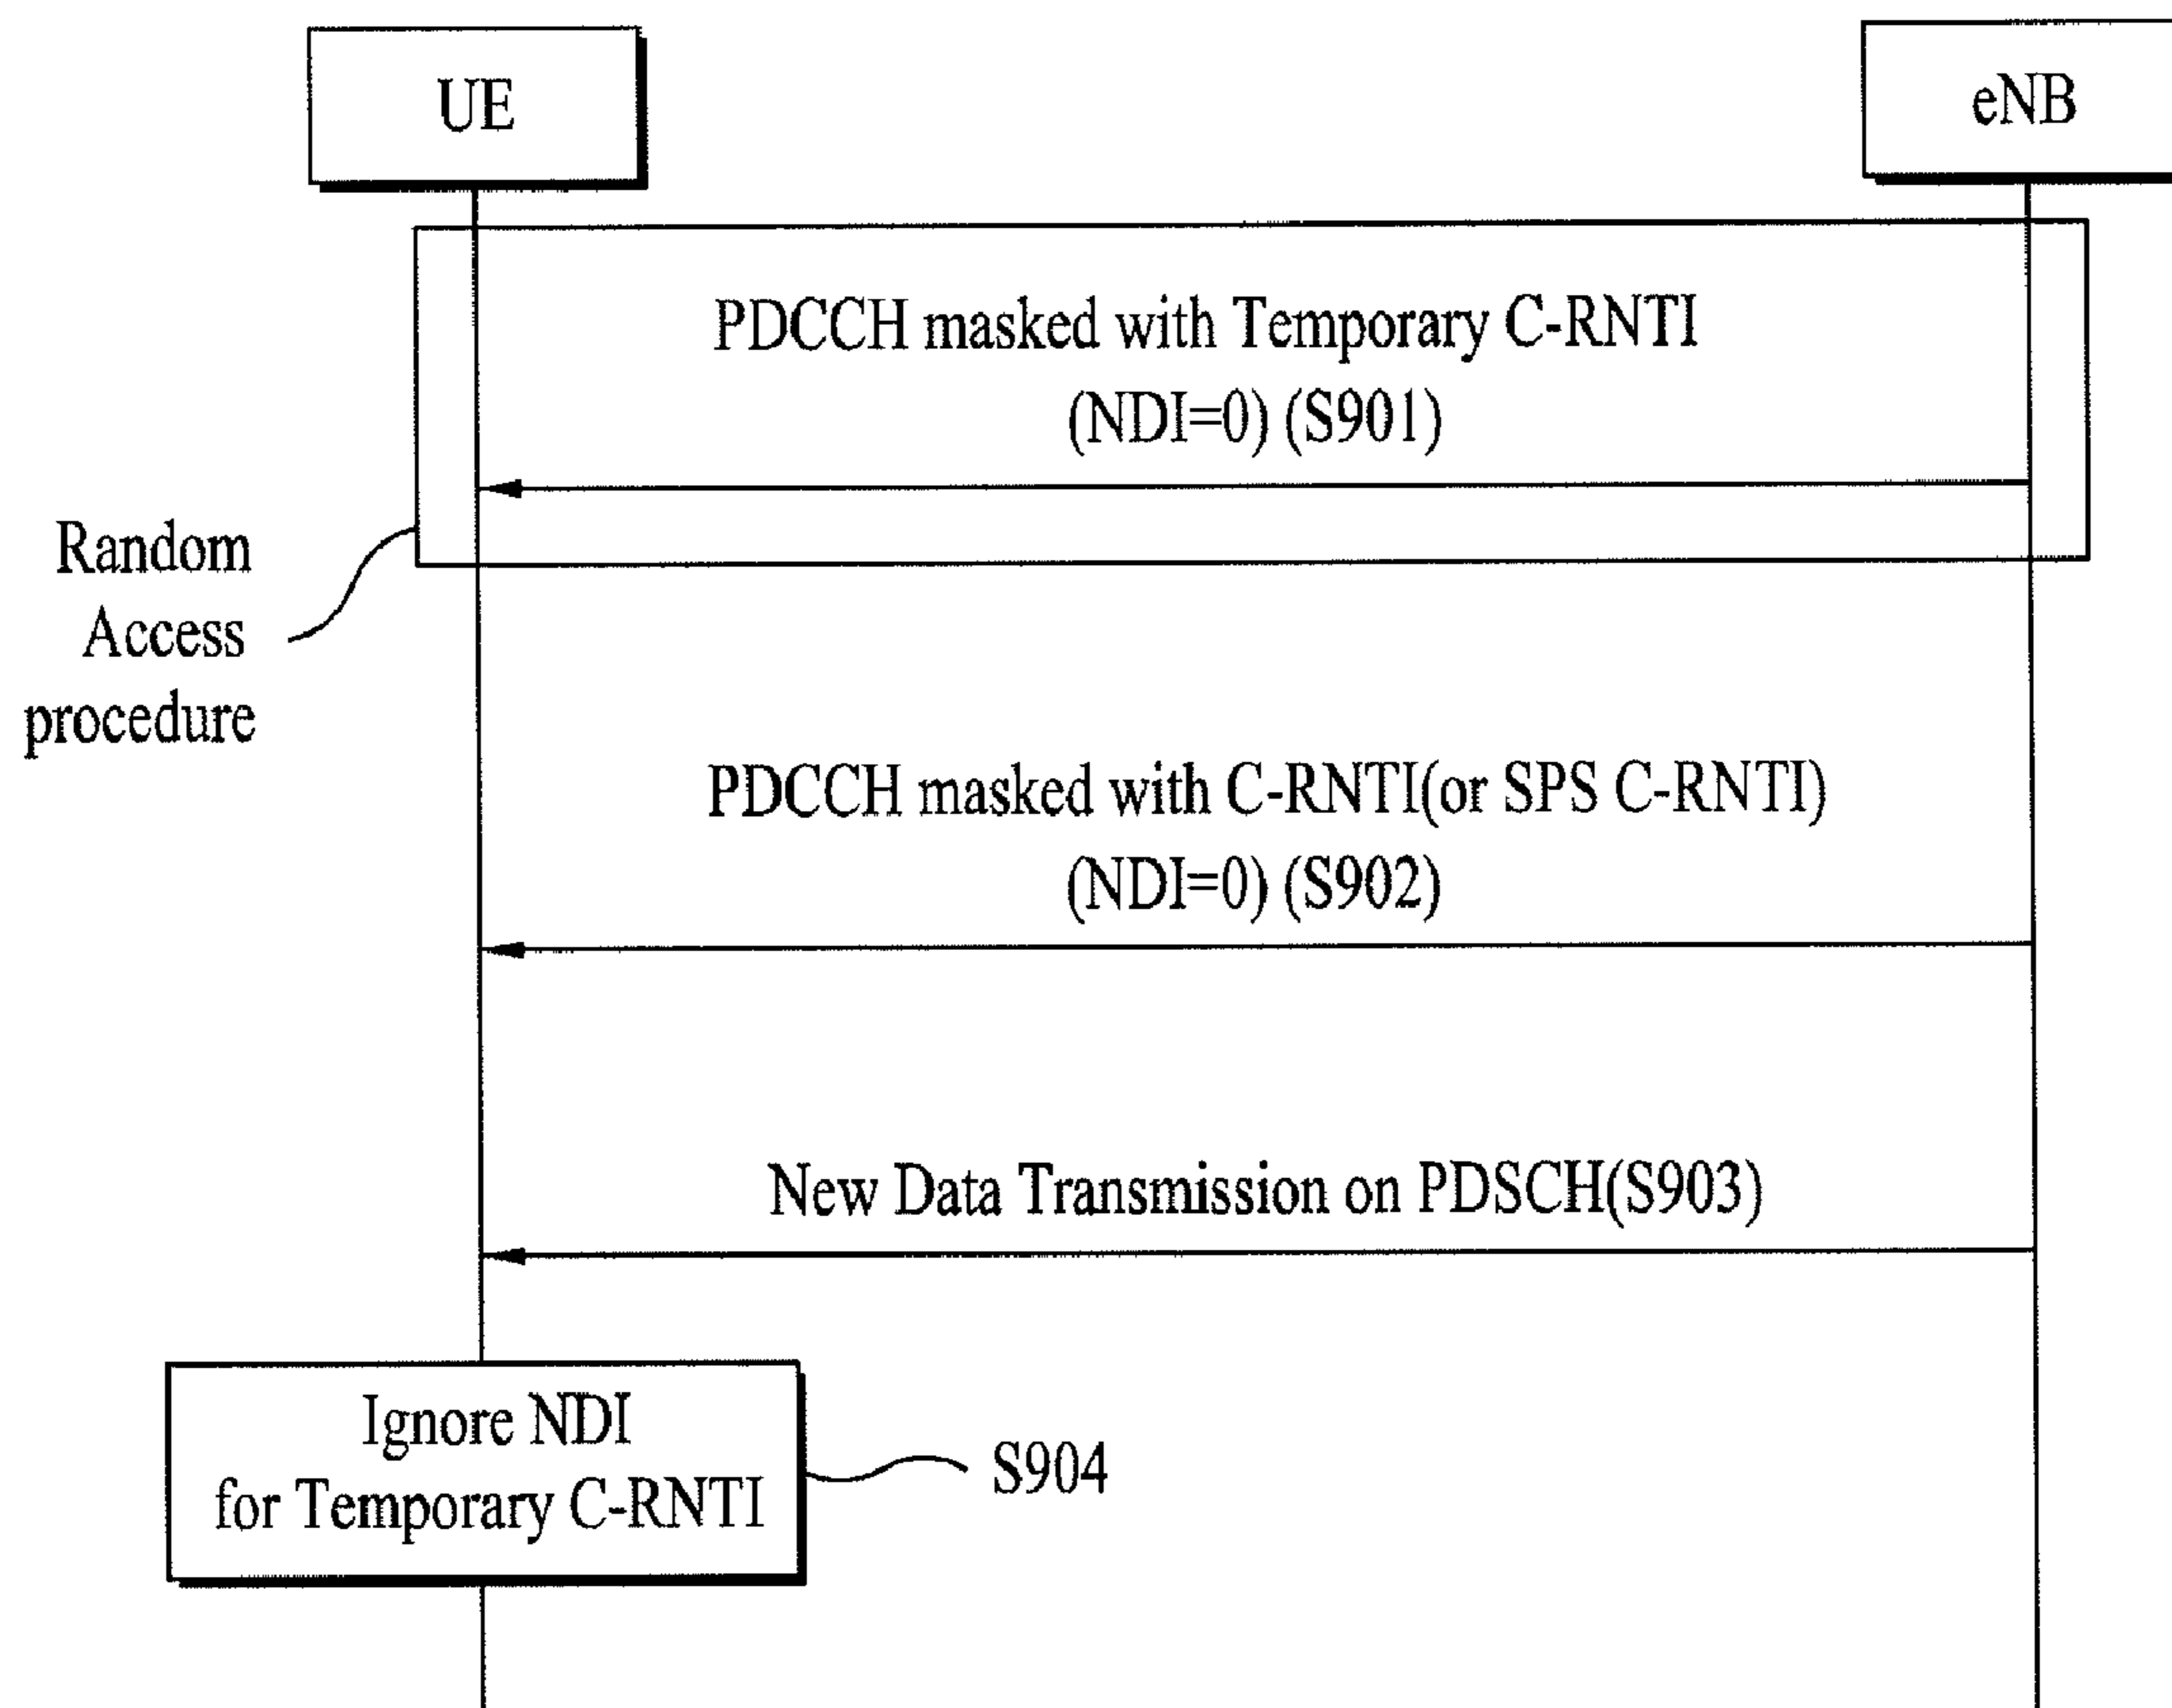 UE
eNB
PDCCH masked with Temporary C-RNTI
(NDI=0) (S901)
Random
Access
procedure
PDCCH masked with C-RNTI(or SPS C-RNTI)
(NDI=0) (S902)
New Data Transmission on PDSCH(S903)
Ignore NDI
for Temporary C-RNTI
S904